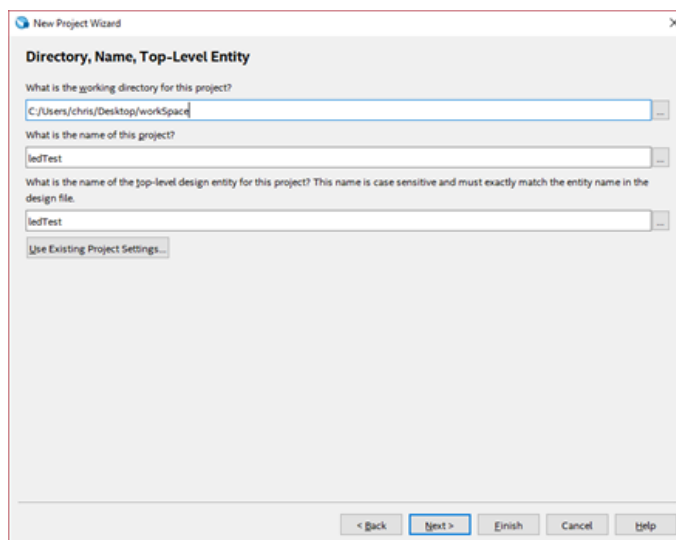 New Project Wizard
Directory, Name, Top-Level Entity
What is the working directory for this project?
C:/Users/chris/Desktop/workSpace
...
What is the name of this project?
ledTest
...
What is the name of the top-level design entity for this project? This name is case sensitive and must exactly match the entity name in the
design file.
ledTest
...
Use Existing Project Settings...
< Back
Next >
Finish
Cancel
Help